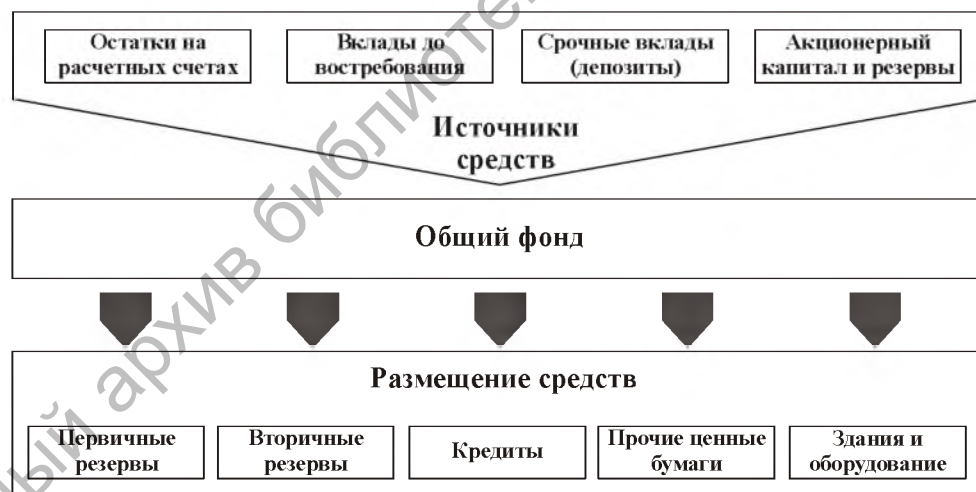 Остатки на
расчетных счетах
Вклады до
востребования
Срочные вклады
(депозиты)
Акционерный
капитал и резервы
Источники
средств
Общий фонд
Размещение средств
Первичные
резервы
Вторичные
резервы
Кредиты
Прочие ценные
бумаги
Здания и
оборудование
архив